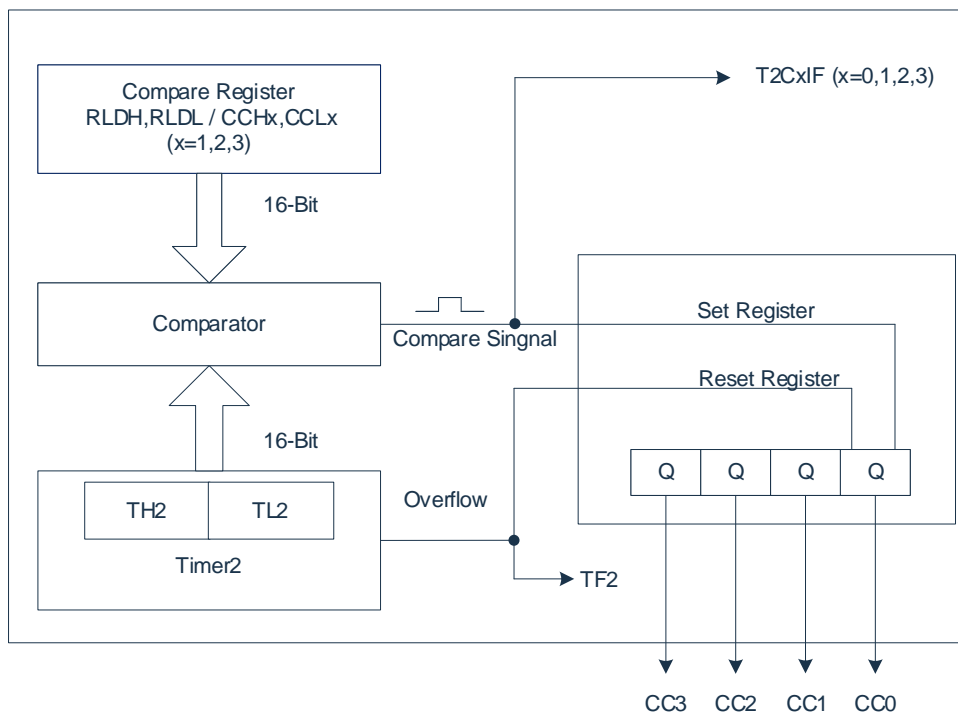 Compare Register
RLDH,RLDL / CCHx,CCLx
(x=1,2,3)
T2CxIF (x=0,1,2,3)
16-Bit
Comparator
Compare Singnal
Set Register
Reset Register
16-Bit
Q Q Q Q
TH2 TL2
Timer2
Overflow
TF2
CC3 CC2 CC1 CC0